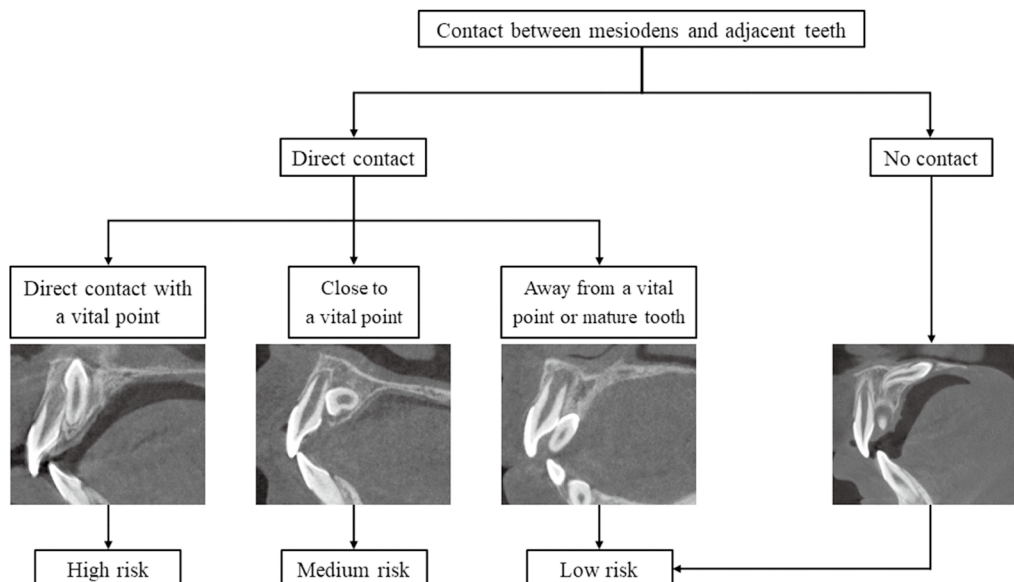 Contact between mesiodens and adjacent teeth
Direct contact
No contact
Direct contact with
a vital point
Close to
a vital point
Away from a vital
point or mature tooth
High risk
Medium risk
Low risk